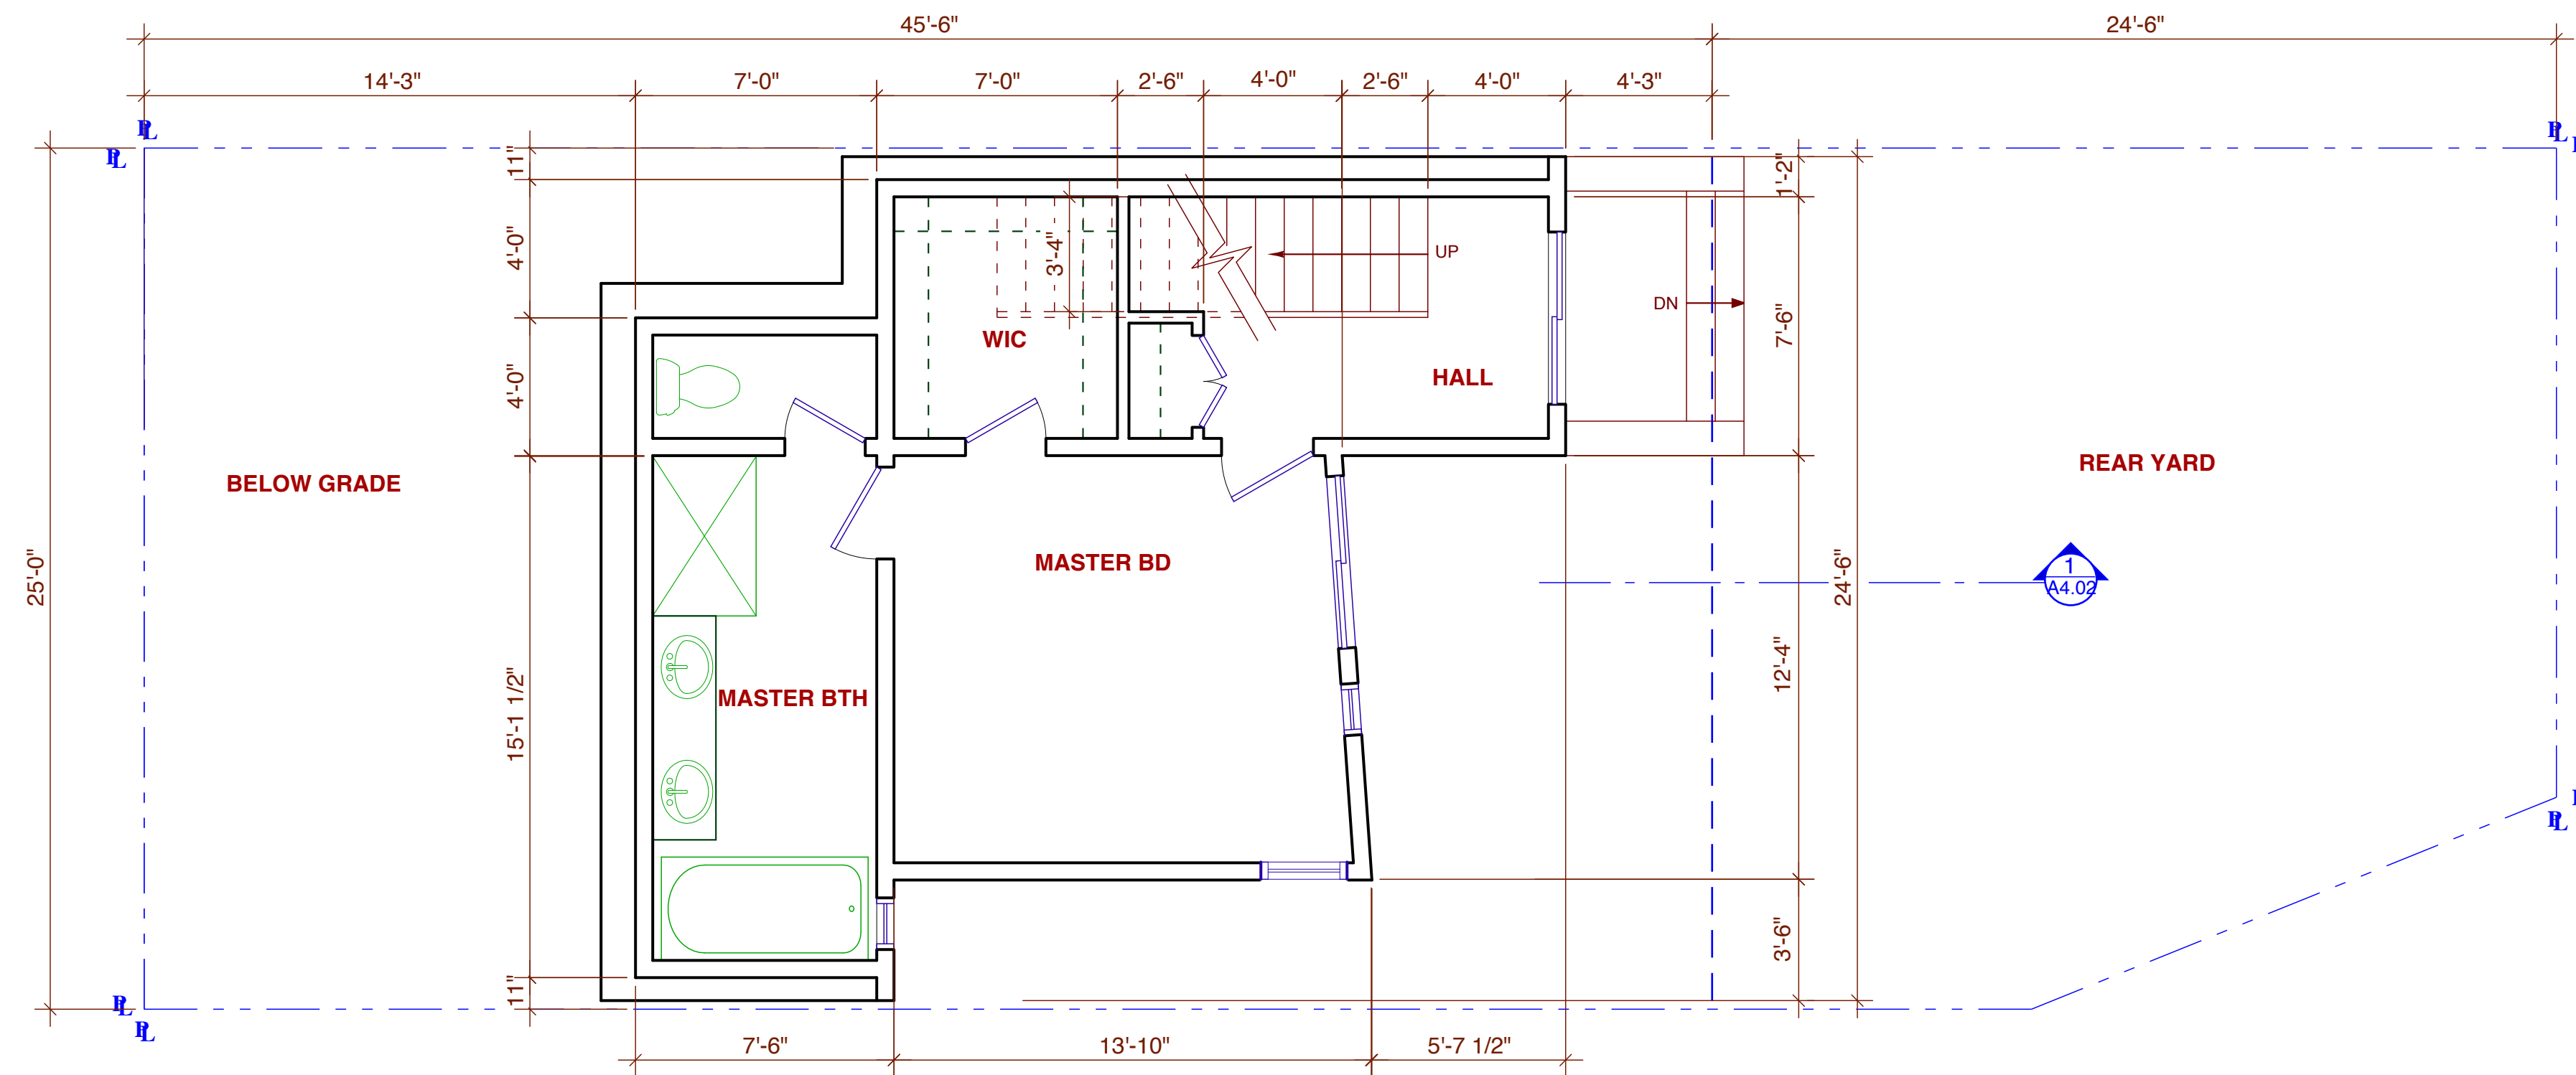 45'-6"
24'-6"
14'-3"
7'-0"
7'-0"
2'-6"
4'-0"
2'-6"
4'-0"
4'-3"
PL
PL
PL
11"
1'-2"
4'-0"
3'-4"
UP
DN
7'-6"
WIC
HALL
4'-0"
BELOW GRADE
REAR YARD
MASTER BD
25'-0"
24'-6"
1
A4.02
12'-4"
15'-1 1/2"
MASTER BTH
PL
3'-6"
11"
PL
PL
7'-6"
13'-10"
5'-7 1/2"